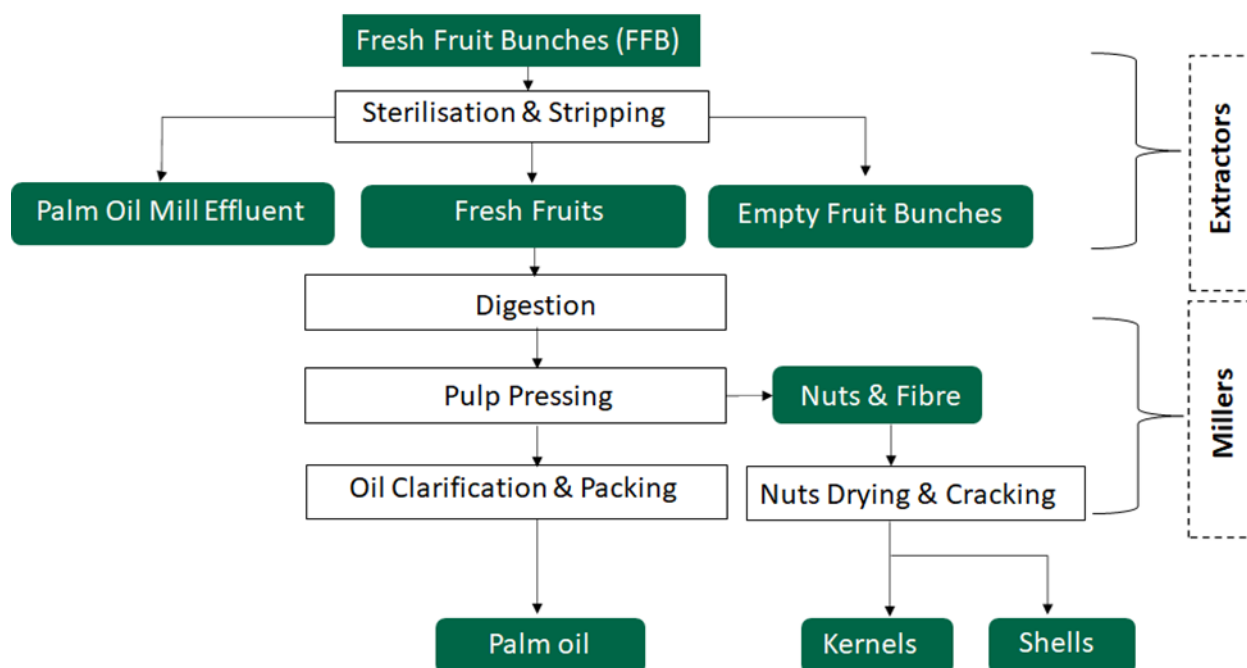 Fresh Fruit Bunches (FFB)
Sterilisation & Stripping
Palm Oil Mill Effluent
Fresh Fruits
Empty Fruit Bunches
Extractors
Digestion
Pulp Pressing
Nuts & Fibre
Oil Clarification & Packing
Nuts Drying & Cracking
Millers
Palm oil
Kernels
Shells